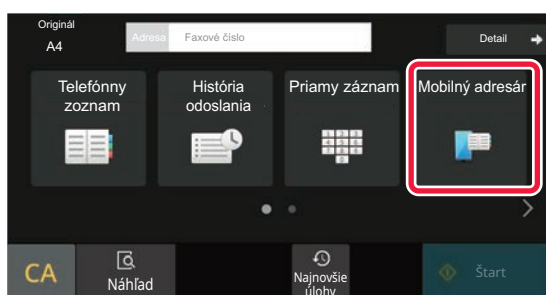 Originál
A4
Adresa
Faxové číslo
Detail
Telefónny
zoznam
História
odoslania
Priamy záznam
Mobilný adresár
CA
Náhľad
Najnovšie
úlohy
Štart